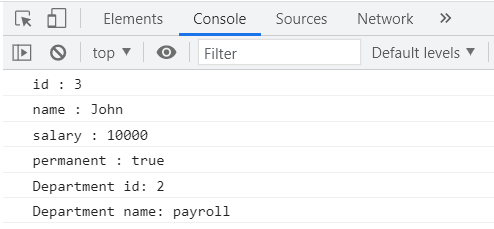 Elements Console Sources Network »
top ▼ Filter Default levels ▼
id : 3
name : John
salary : 10000
permanent : true
Department id: 2
Department name: payroll